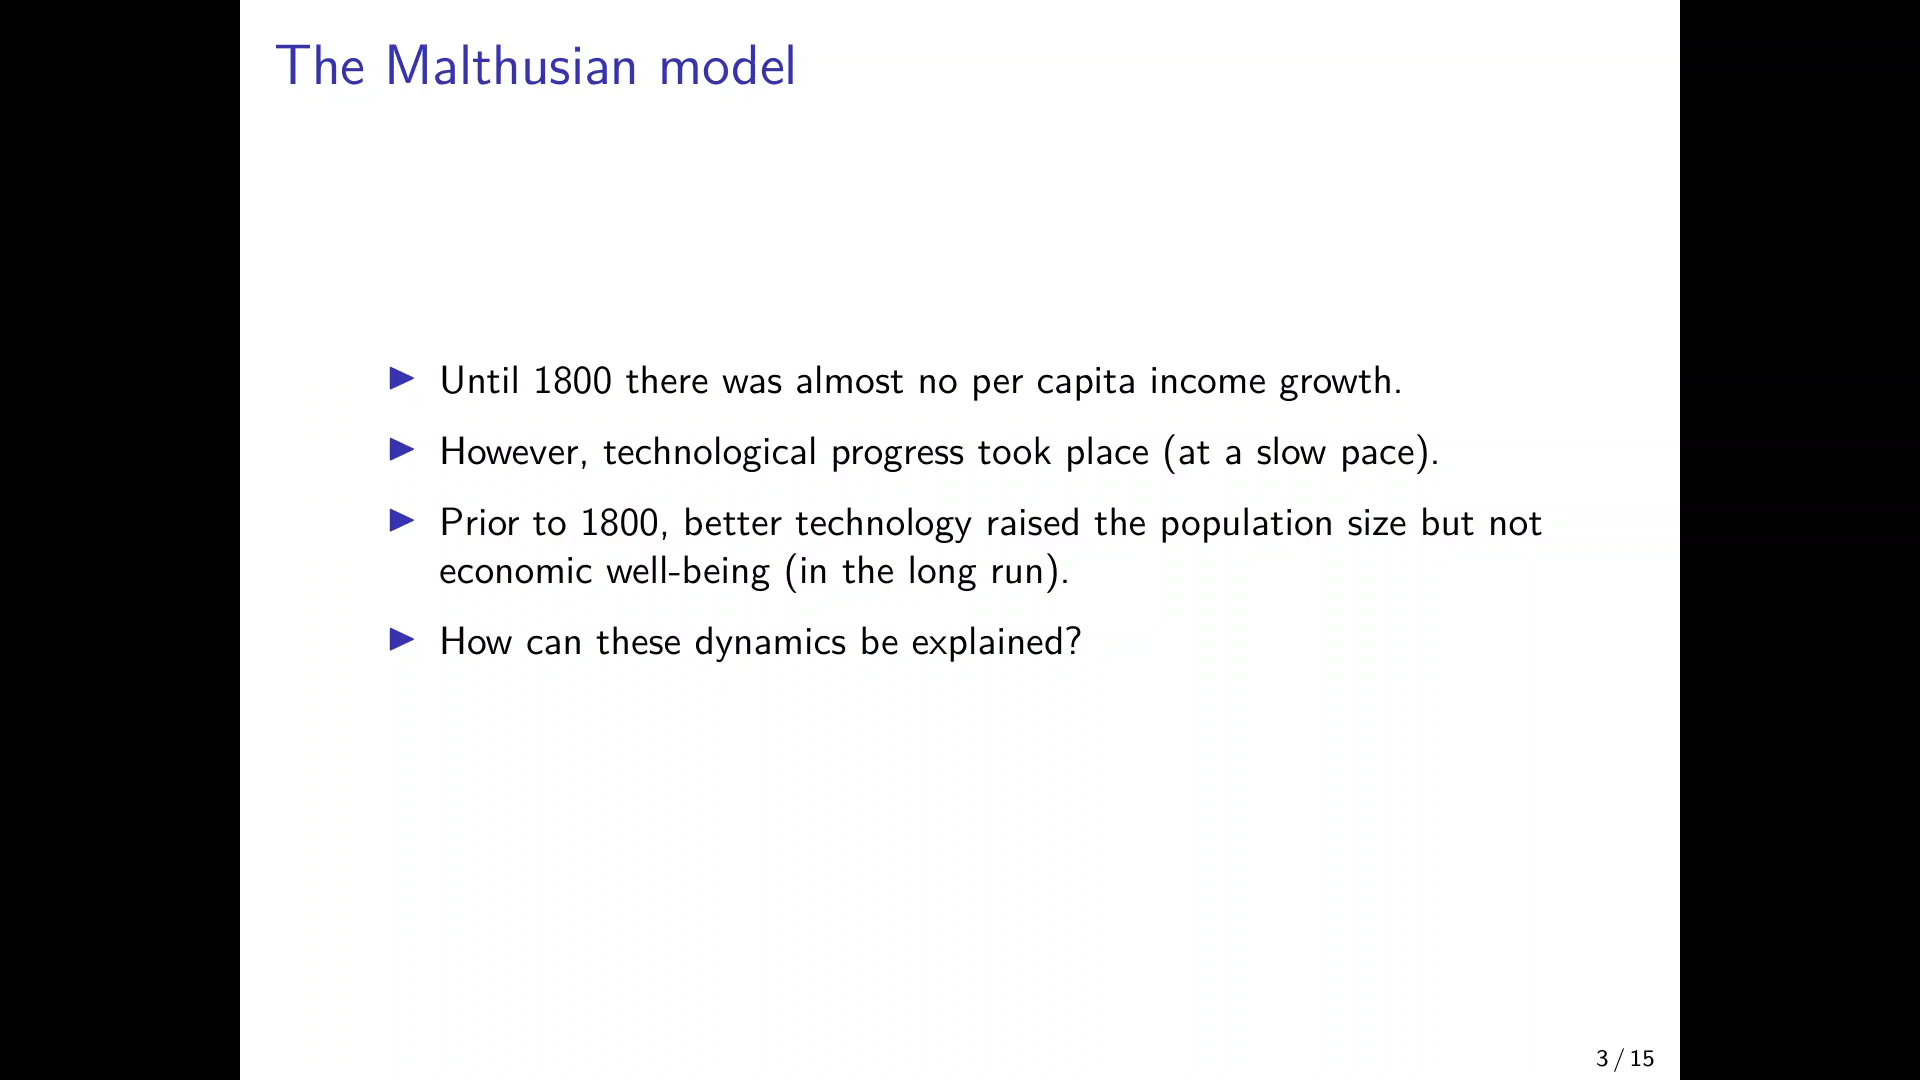 The Malthusian model
▶ Until 1800 there was almost no per capita income growth.
▶ However, technological progress took place (at a slow pace).
▶ Prior to 1800, better technology raised the population size but not
economic well-being (in the long run).
▶ How can these dynamics be explained?
3 / 15